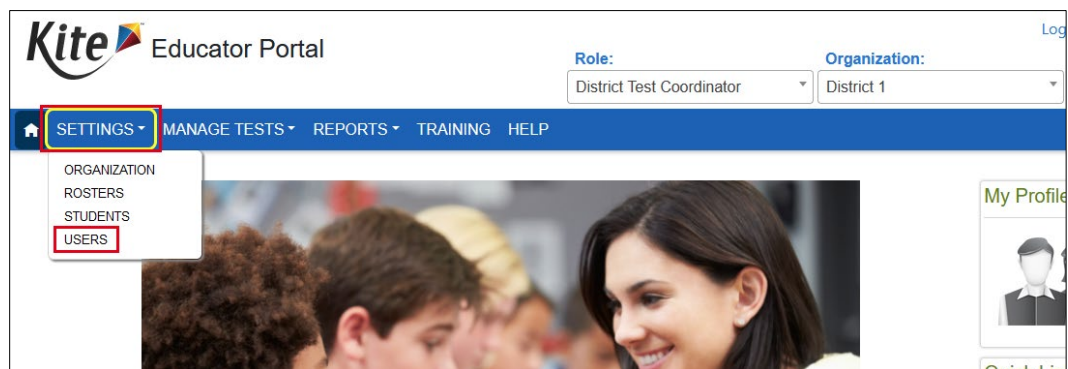 Log
Kite Educator Portal
Role:
Organization:
District Test Coordinator
District 1
SETTINGS MANAGE TESTS REPORTS TRAINING HELP
ORGANIZATION
ROSTERS
STUDENTS
USERS
My Profile